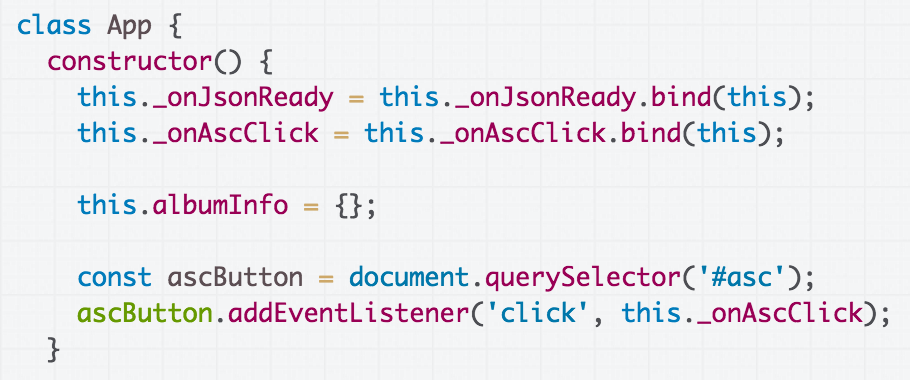 class App {
  constructor() {
    this._onJsonReady = this._onJsonReady.bind(this);
    this._onAscClick = this._onAscClick.bind(this);

    this.albumInfo = {};

    const ascButton = document.querySelector('#asc');
    ascButton.addEventListener('click', this._onAscClick);
  }